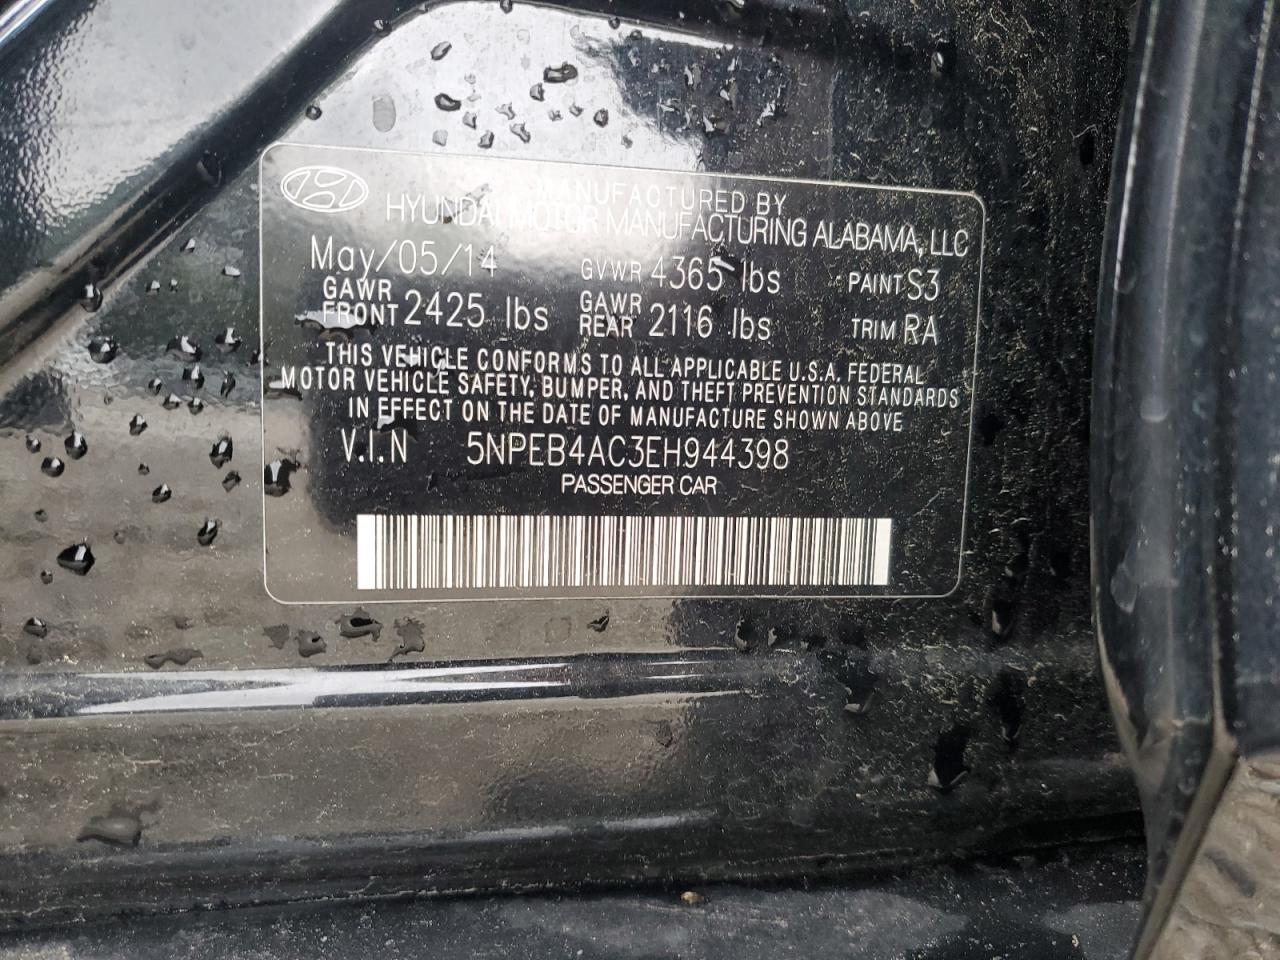 MANUFACTURED BY
HYUNDAI MOTOR MANUFACTURING ALABAMA, LLC
May/05/14 GVWR 4365 lbs PAINT S3
GAWR FRONT 2425 lbs GAWR REAR 2116 lbs TRIM RA
THIS VEHICLE CONFORMS TO ALL APPLICABLE U.S.A. FEDERAL
MOTOR VEHICLE SAFETY, BUMPER, AND THEFT PREVENTION STANDARDS
IN EFFECT ON THE DATE OF MANUFACTURE SHOWN ABOVE
V.I.N 5NPEB4AC3EH944398
PASSENGER CAR